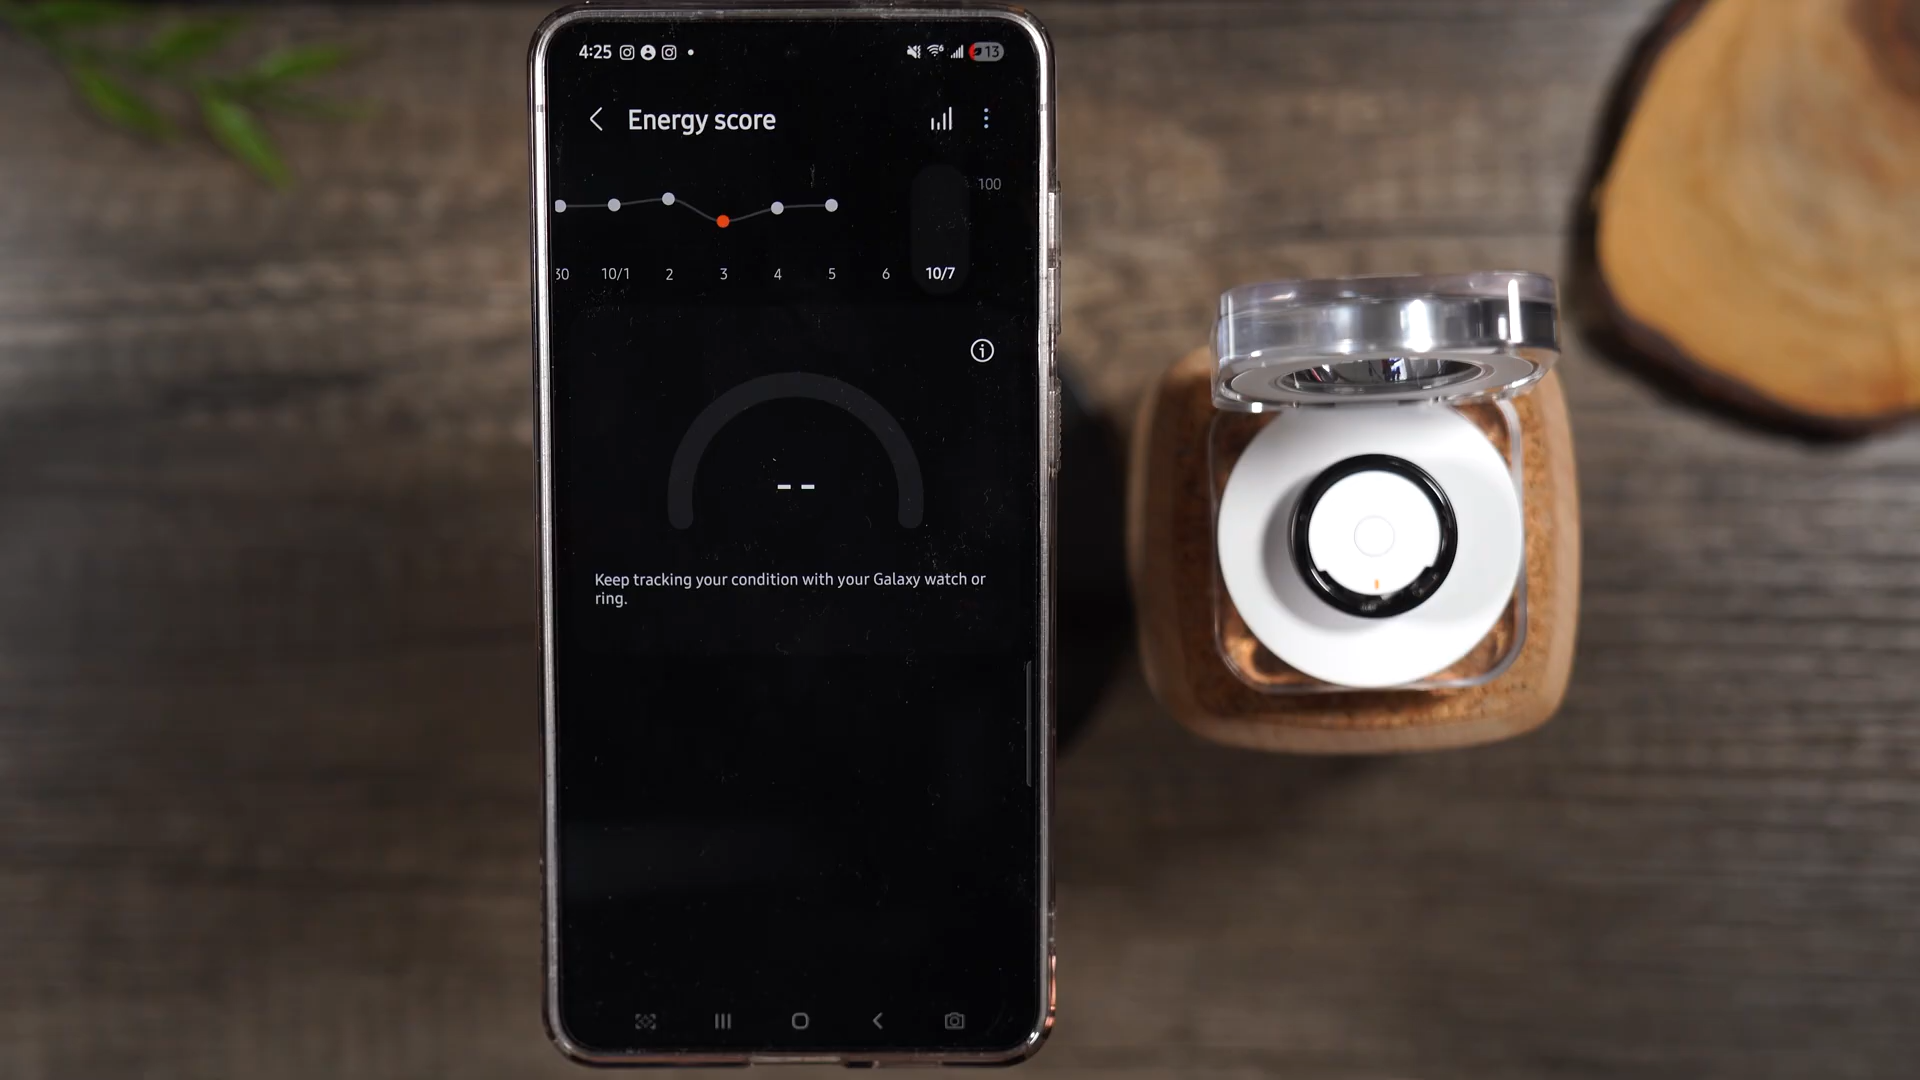 4:25
13
Energy score
100
30 10/1 2 3 4 5 6 10/7
--
Keep tracking your condition with your Galaxy watch or
ring.